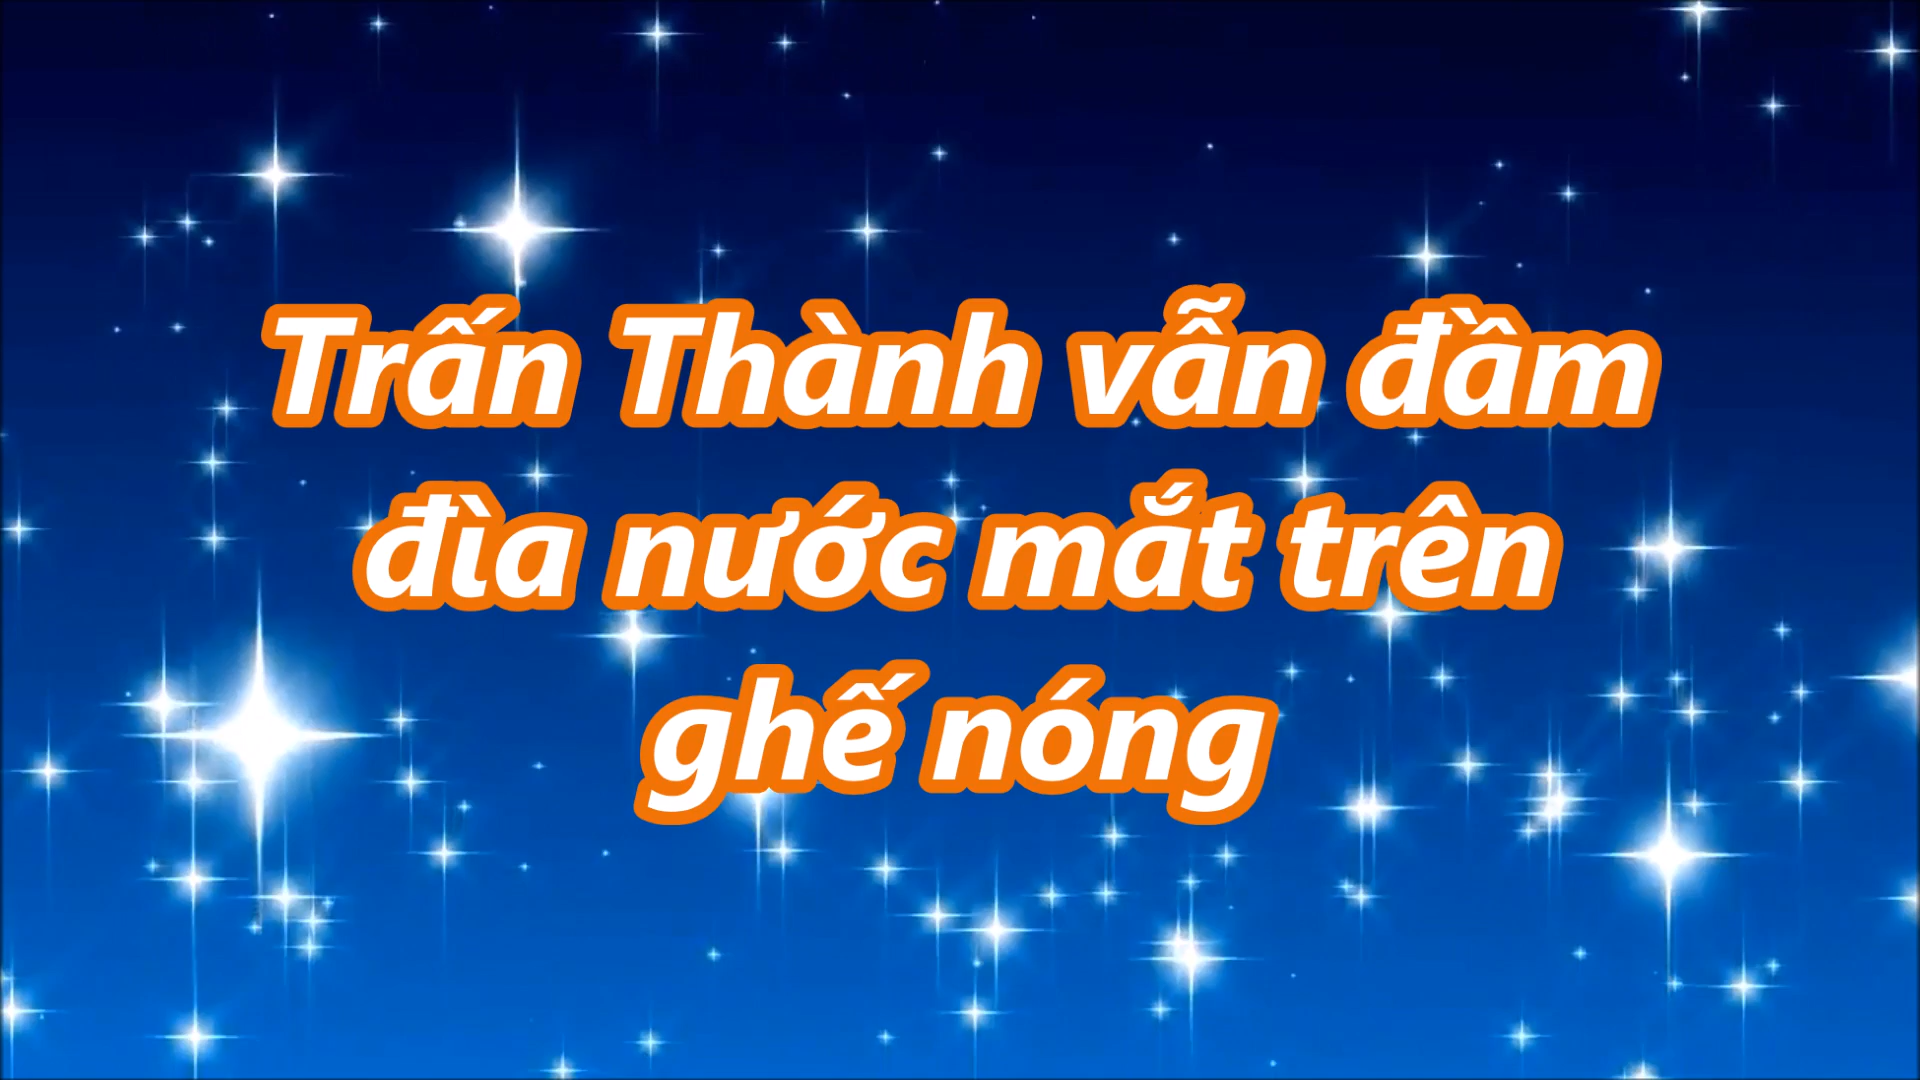 Trấn Thành vẫn đầm
đìa nước mắt trên
ghế nóng